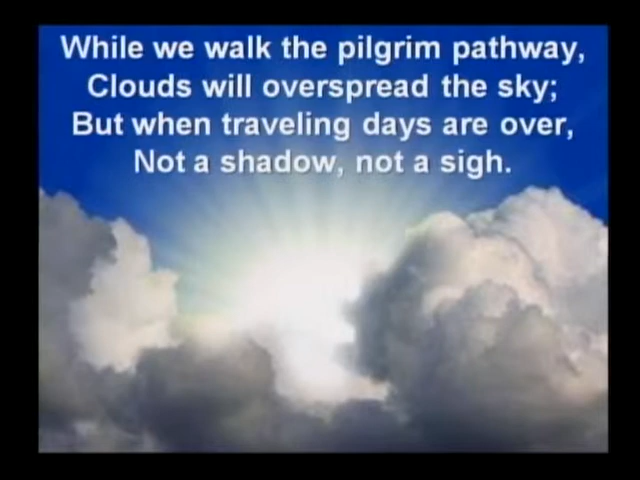 While we walk the pilgrim pathway,
Clouds will overspread the sky;
But when traveling days are over,
Not a shadow, not a sigh.